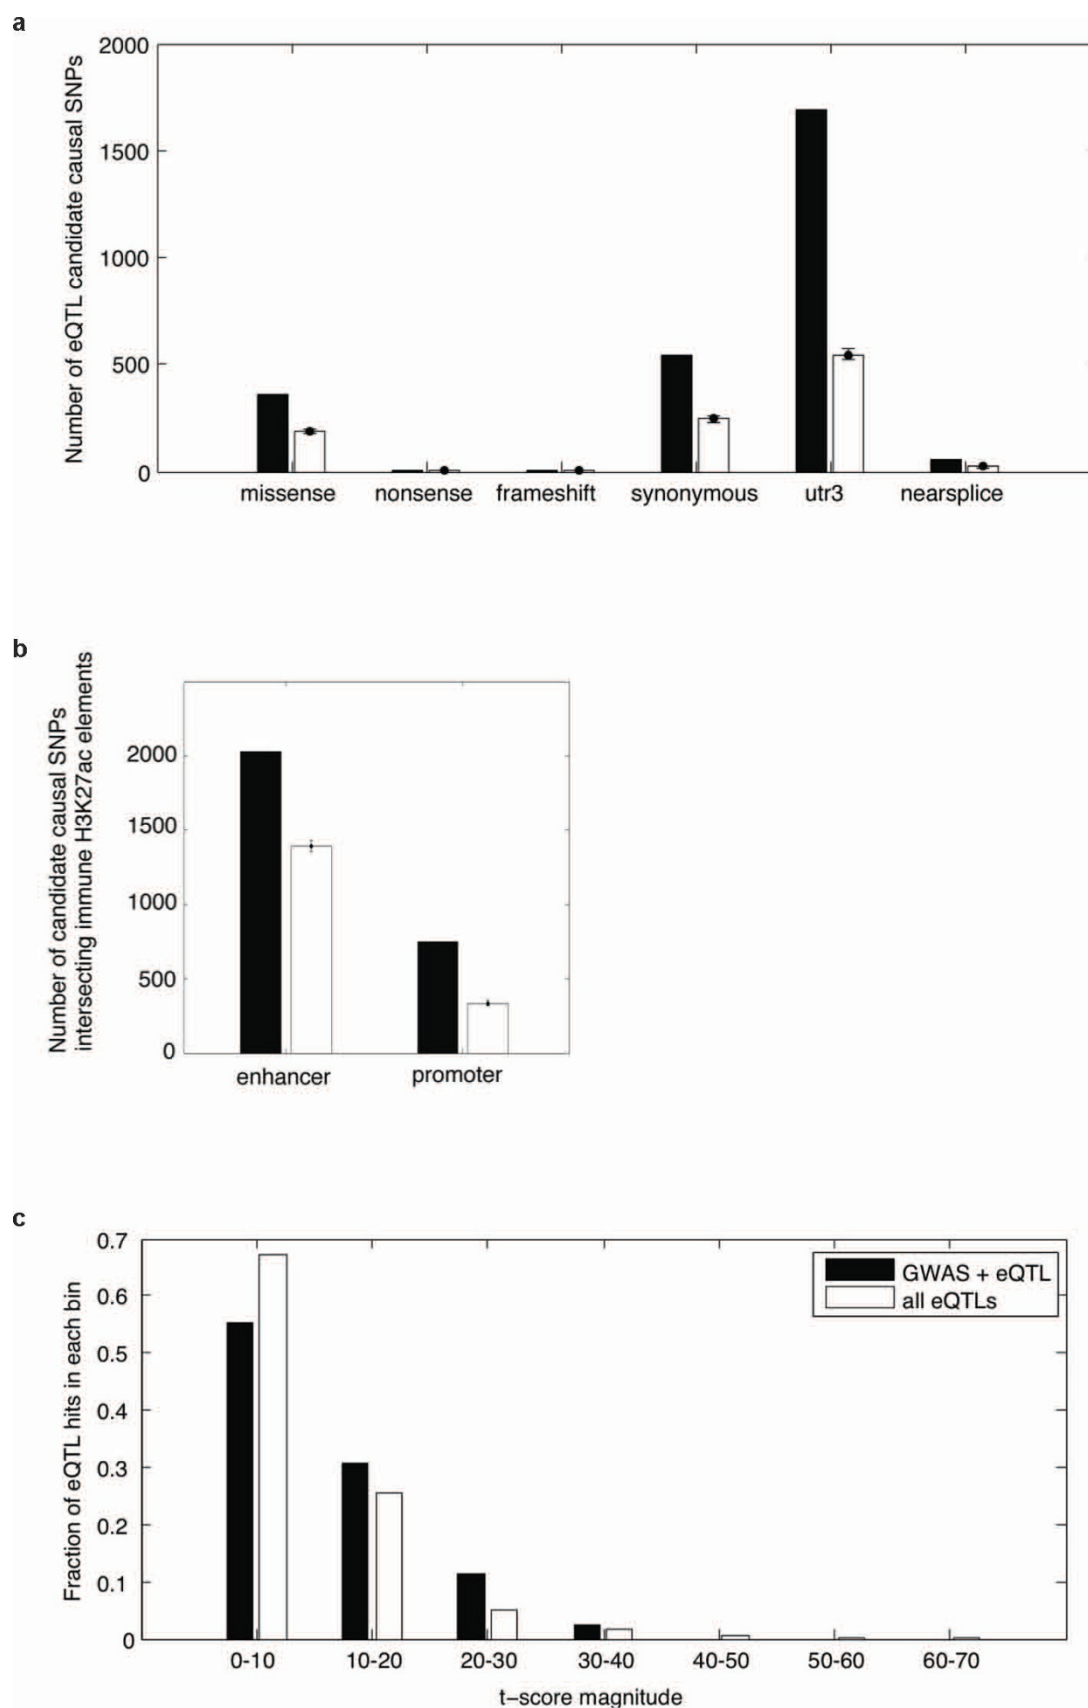 a
Number of eQTL candidate causal SNPs
2000
1500
1000
500
0
missense nonsense frameshift synonymous utr3 nearsplice
b
Number of candidate causal SNPs
intersecting immune H3K27ac elements
2000
1500
1000
500
0
enhancer promoter
c
Fraction of eQTL hits in each bin
0.7
0.6
0.5
0.4
0.3
0.2
0.1
0
GWAS + eQTL
all eQTLs
0-10 10-20 20-30 30-40 40-50 50-60 60-70
t-score magnitude